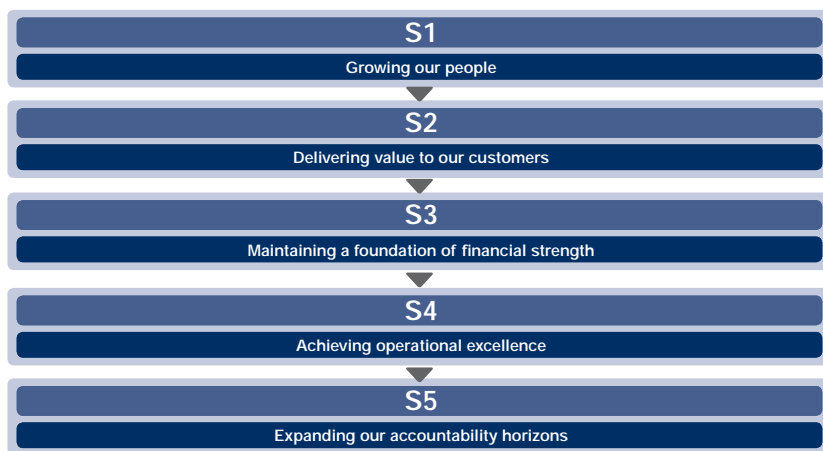 S1
Growing our people
S2
Delivering value to our customers
S3
Maintaining a foundation of financial strength
S4
Achieving operational excellence
S5
Expanding our accountability horizons